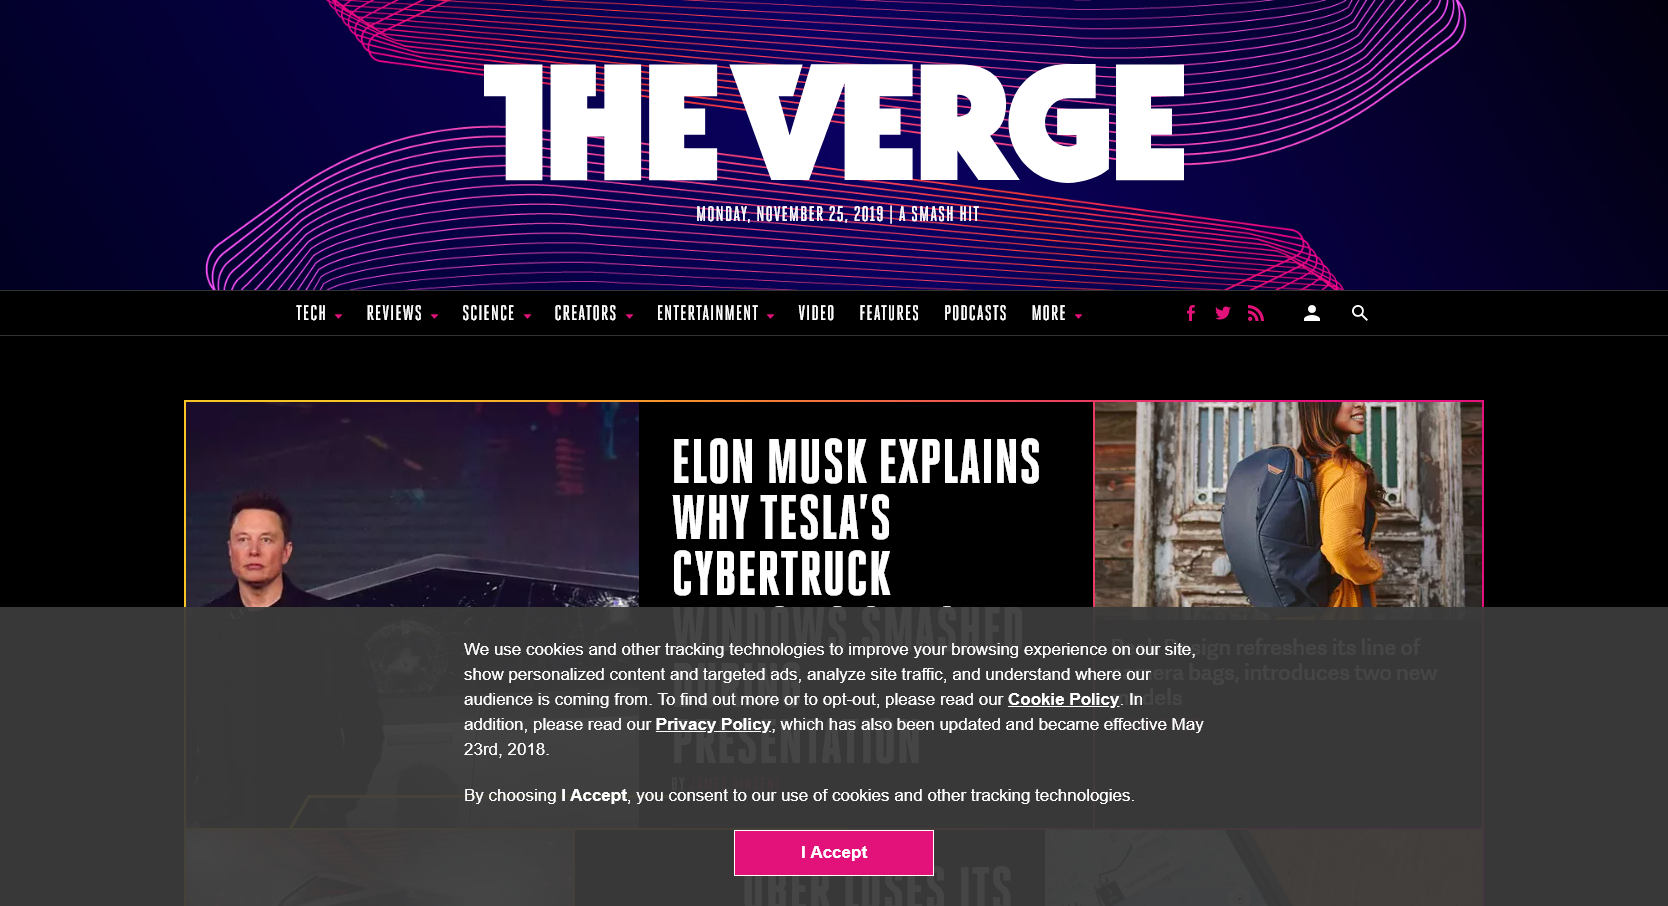 THE VERGE
MONDAY, NOVEMBER 25, 2019 | A SMASH HIT
TECH REVIEWS SCIENCE CREATORS ENTERTAINMENT VIDEO FEATURES PODCASTS MORE
ELON MUSK EXPLAINS
WHY TESLA'S
CYBERTRUCK
WINDOWS SMASHED
DURING
PRESENTATION
BY
design refreshes its line of
camera bags, introduces two new
models
We use cookies and other tracking technologies to improve your browsing experience on our site,
show personalized content and targeted ads, analyze site traffic, and understand where our
audience is coming from. To find out more or to opt-out, please read our Cookie Policy. In
addition, please read our Privacy Policy, which has also been updated and became effective May
23rd, 2018.
By choosing I Accept, you consent to our use of cookies and other tracking technologies.
I Accept
UBER LOSES ITS